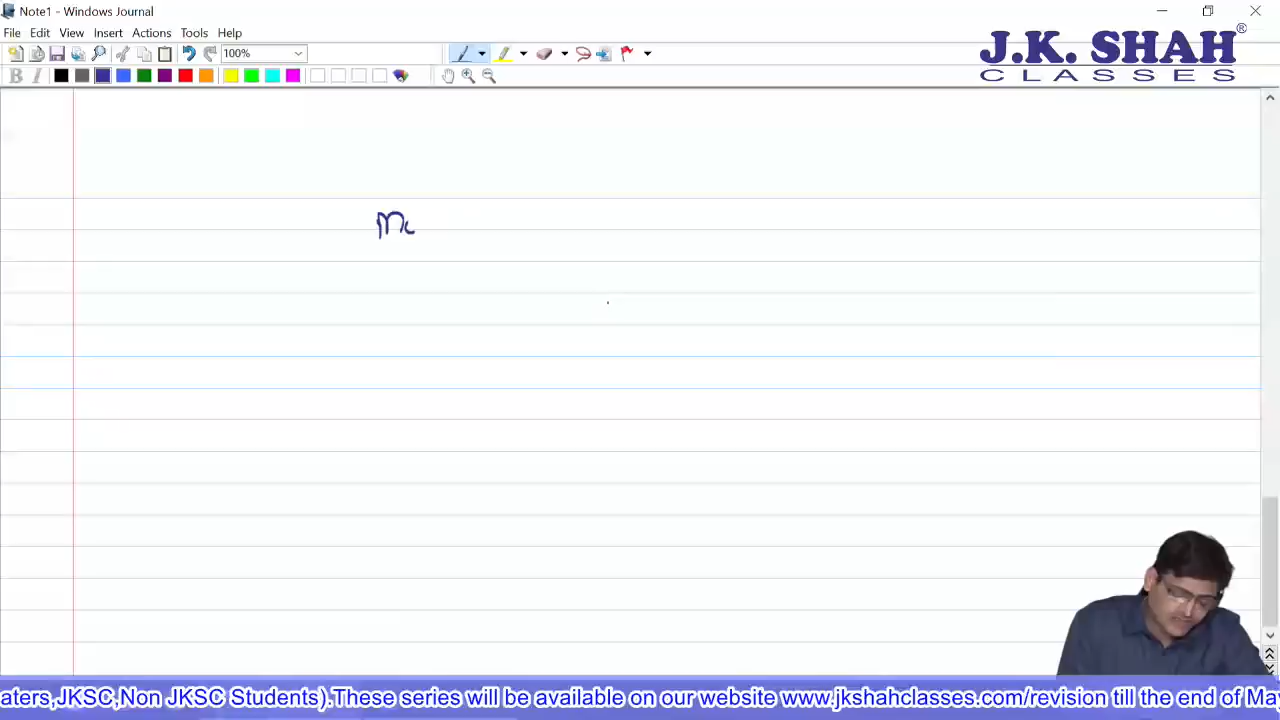 Note1 - Windows Journal
File Edit View Insert Actions Tools Help
100%
B I
J.K. SHAH®
CLASSES
Mc
aters,JKSC,Non JKSC Students).These series will be available on our website www.jkshahclasses.com/revision till the end of May